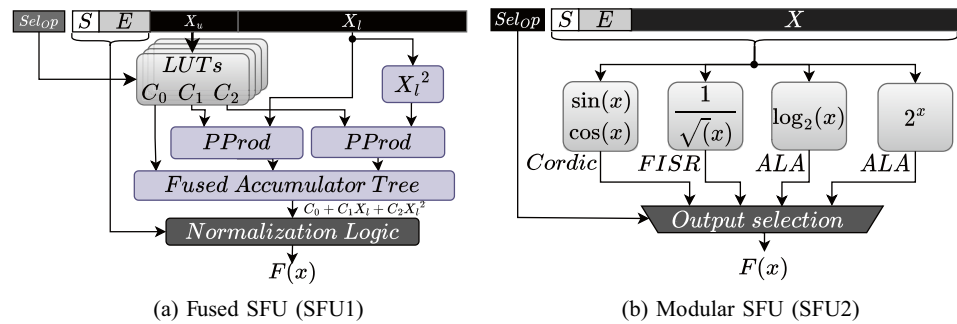 Sel_Op S E X_u X_l
LUTs
C_0 C_1 C_2
X_l^2
PProd PProd
Fused Accumulator Tree
C_0 + C_1X_l + C_2X_l^2
Normalization Logic
F(x)
(a) Fused SFU (SFU1)
Sel_Op S E X
sin(x)
cos(x)
1
√(x)
log_2(x)
2^x
Cordic FISR ALA ALA
Output selection
F(x)
(b) Modular SFU (SFU2)